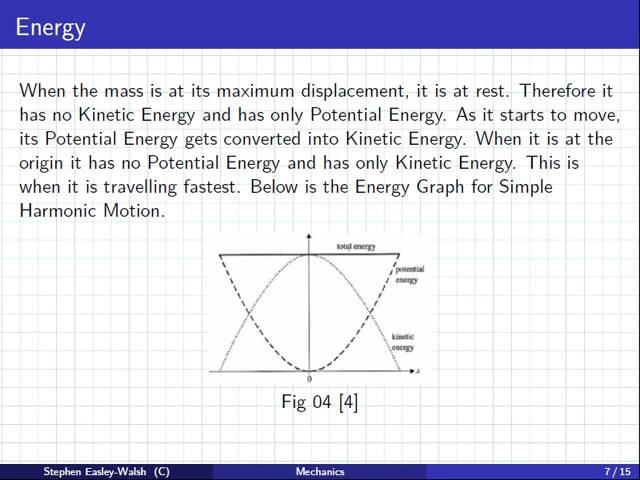 Energy
When the mass is at its maximum displacement, it is at rest. Therefore it
has no Kinetic Energy and has only Potential Energy. As it starts to move,
its Potential Energy gets converted into Kinetic Energy. When it is at the
origin it has no Potential Energy and has only Kinetic Energy. This is
when it is travelling fastest. Below is the Energy Graph for Simple
Harmonic Motion.
total energy
potential
energy
kinetic
energy
x
0
Fig 04 [4]
Stephen Easley-Walsh (C) Mechanics 7 / 15